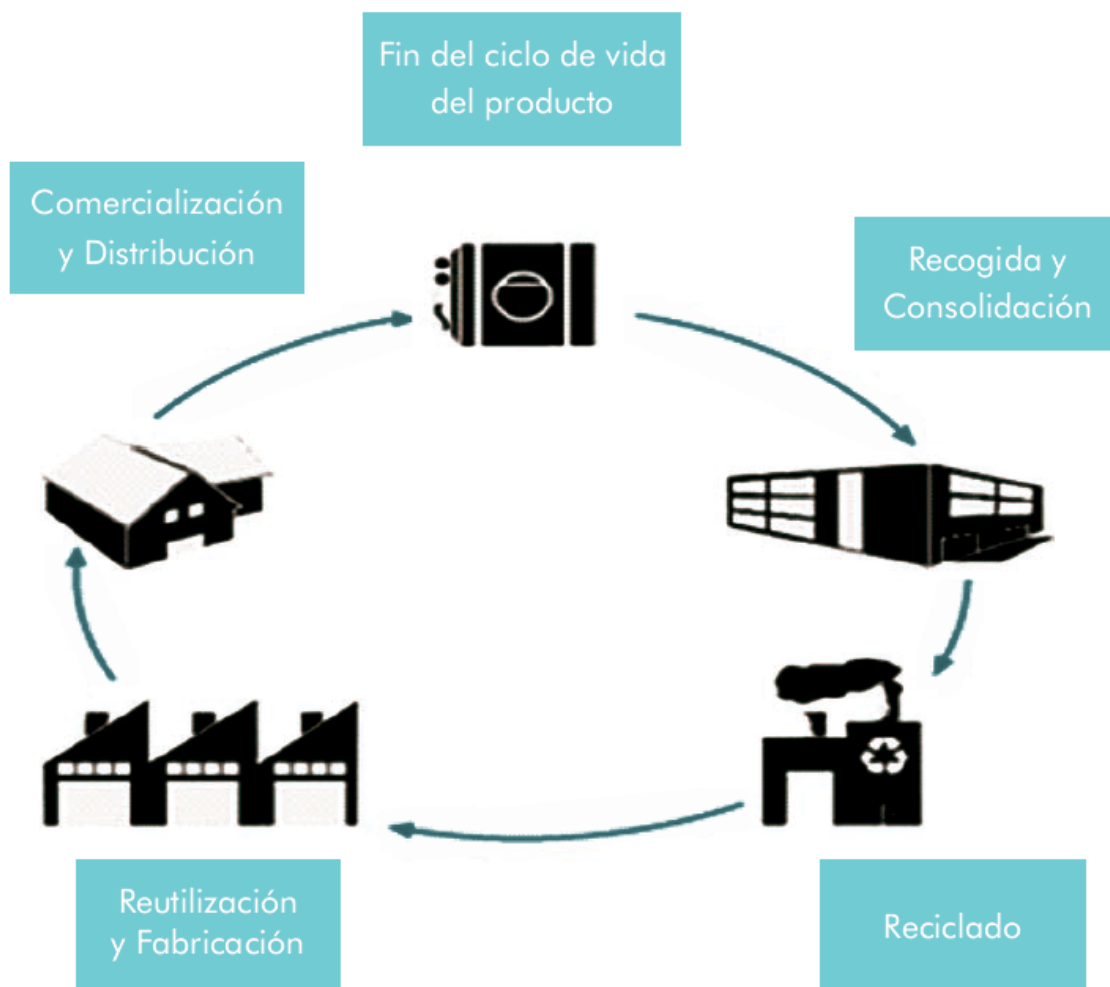 Fin del ciclo de vida
del producto
Comercialización
y Distribución
Recogida y
Consolidación
Reutilización
y Fabricación
Reciclado